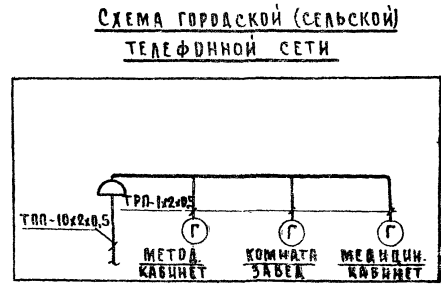 СХЕМА ГОРОДСКОЙ (СЕЛЬСКОЙ)
ТЕЛЕФОННОЙ СЕТИ
ТРП-1х2х0,5
ТПП-10х2х0,5
Г Г Г
МЕТОД. КАБИНЕТ
КОМНАТА ЗАВЕД
МЕДИЦИН. КАБИНЕТ